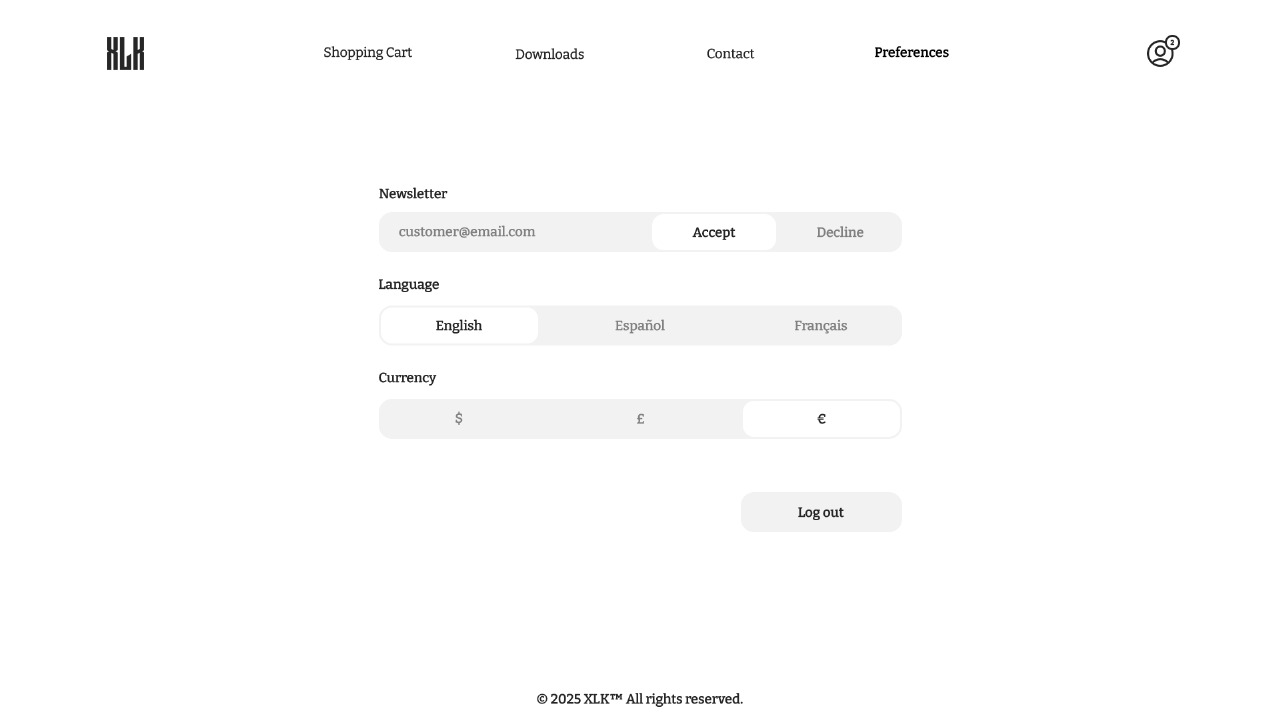 XLK
Shopping Cart
Downloads
Contact
Preferences
2
Newsletter
customer@email.com
Accept
Decline
Language
English
Español
Français
Currency
$
£
€
Log out
© 2025 XLK™ All rights reserved.